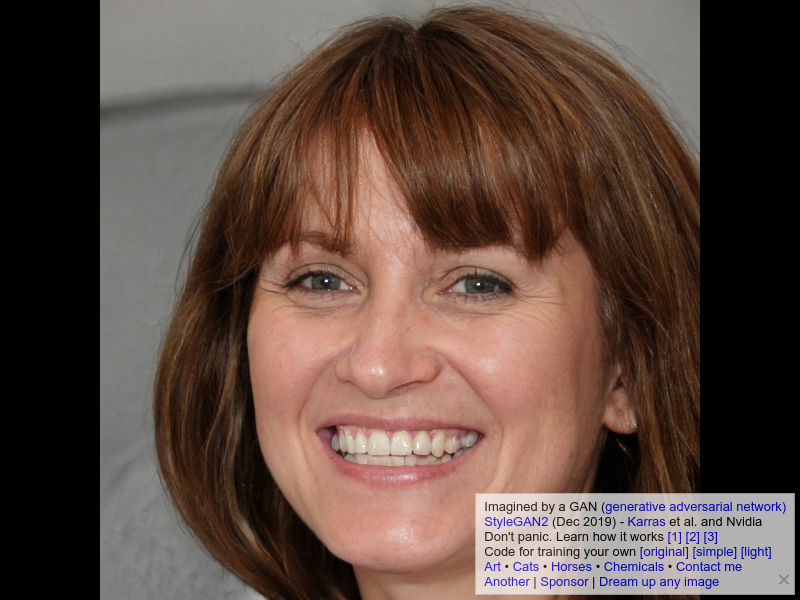 Imagined by a GAN (generative adversarial network)
StyleGAN2 (Dec 2019) - Karras et al. and Nvidia
Don't panic. Learn how it works [1] [2] [3]
Code for training your own [original] [simple] [light]
Art • Cats • Horses • Chemicals • Contact me
Another | Sponsor | Dream up any image